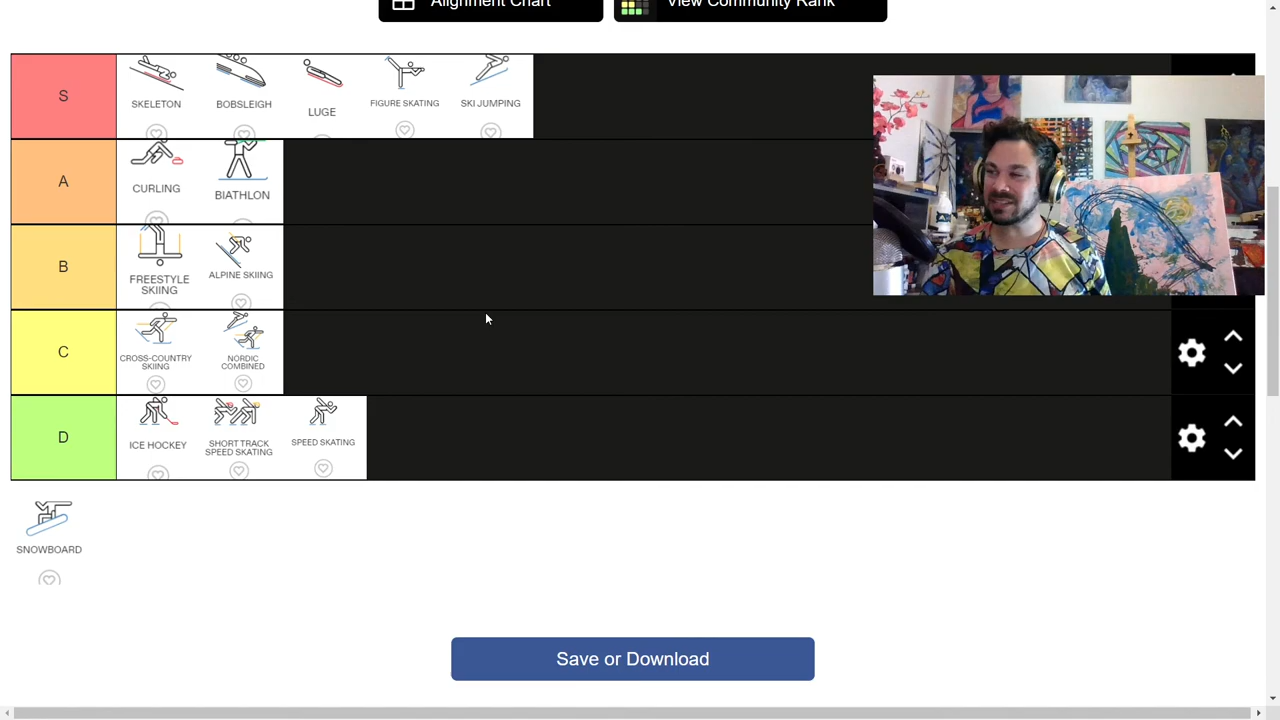 Alignment Chart
View Community Rank
S
SKELETON
BOBSLEIGH
LUGE
FIGURE SKATING
SKI JUMPING
A
CURLING
BIATHLON
B
FREESTYLE
SKIING
ALPINE SKIING
C
CROSS-COUNTRY
SKIING
NORDIC
COMBINED
D
ICE HOCKEY
SHORT TRACK
SPEED SKATING
SPEED SKATING
SNOWBOARD
Save or Download